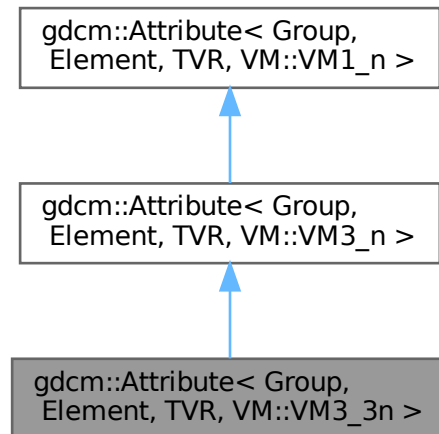 gdcm::Attribute< Group,
Element, TVR, VM::VM1_n >
gdcm::Attribute< Group,
Element, TVR, VM::VM3_n >
gdcm::Attribute< Group,
Element, TVR, VM::VM3_3n >